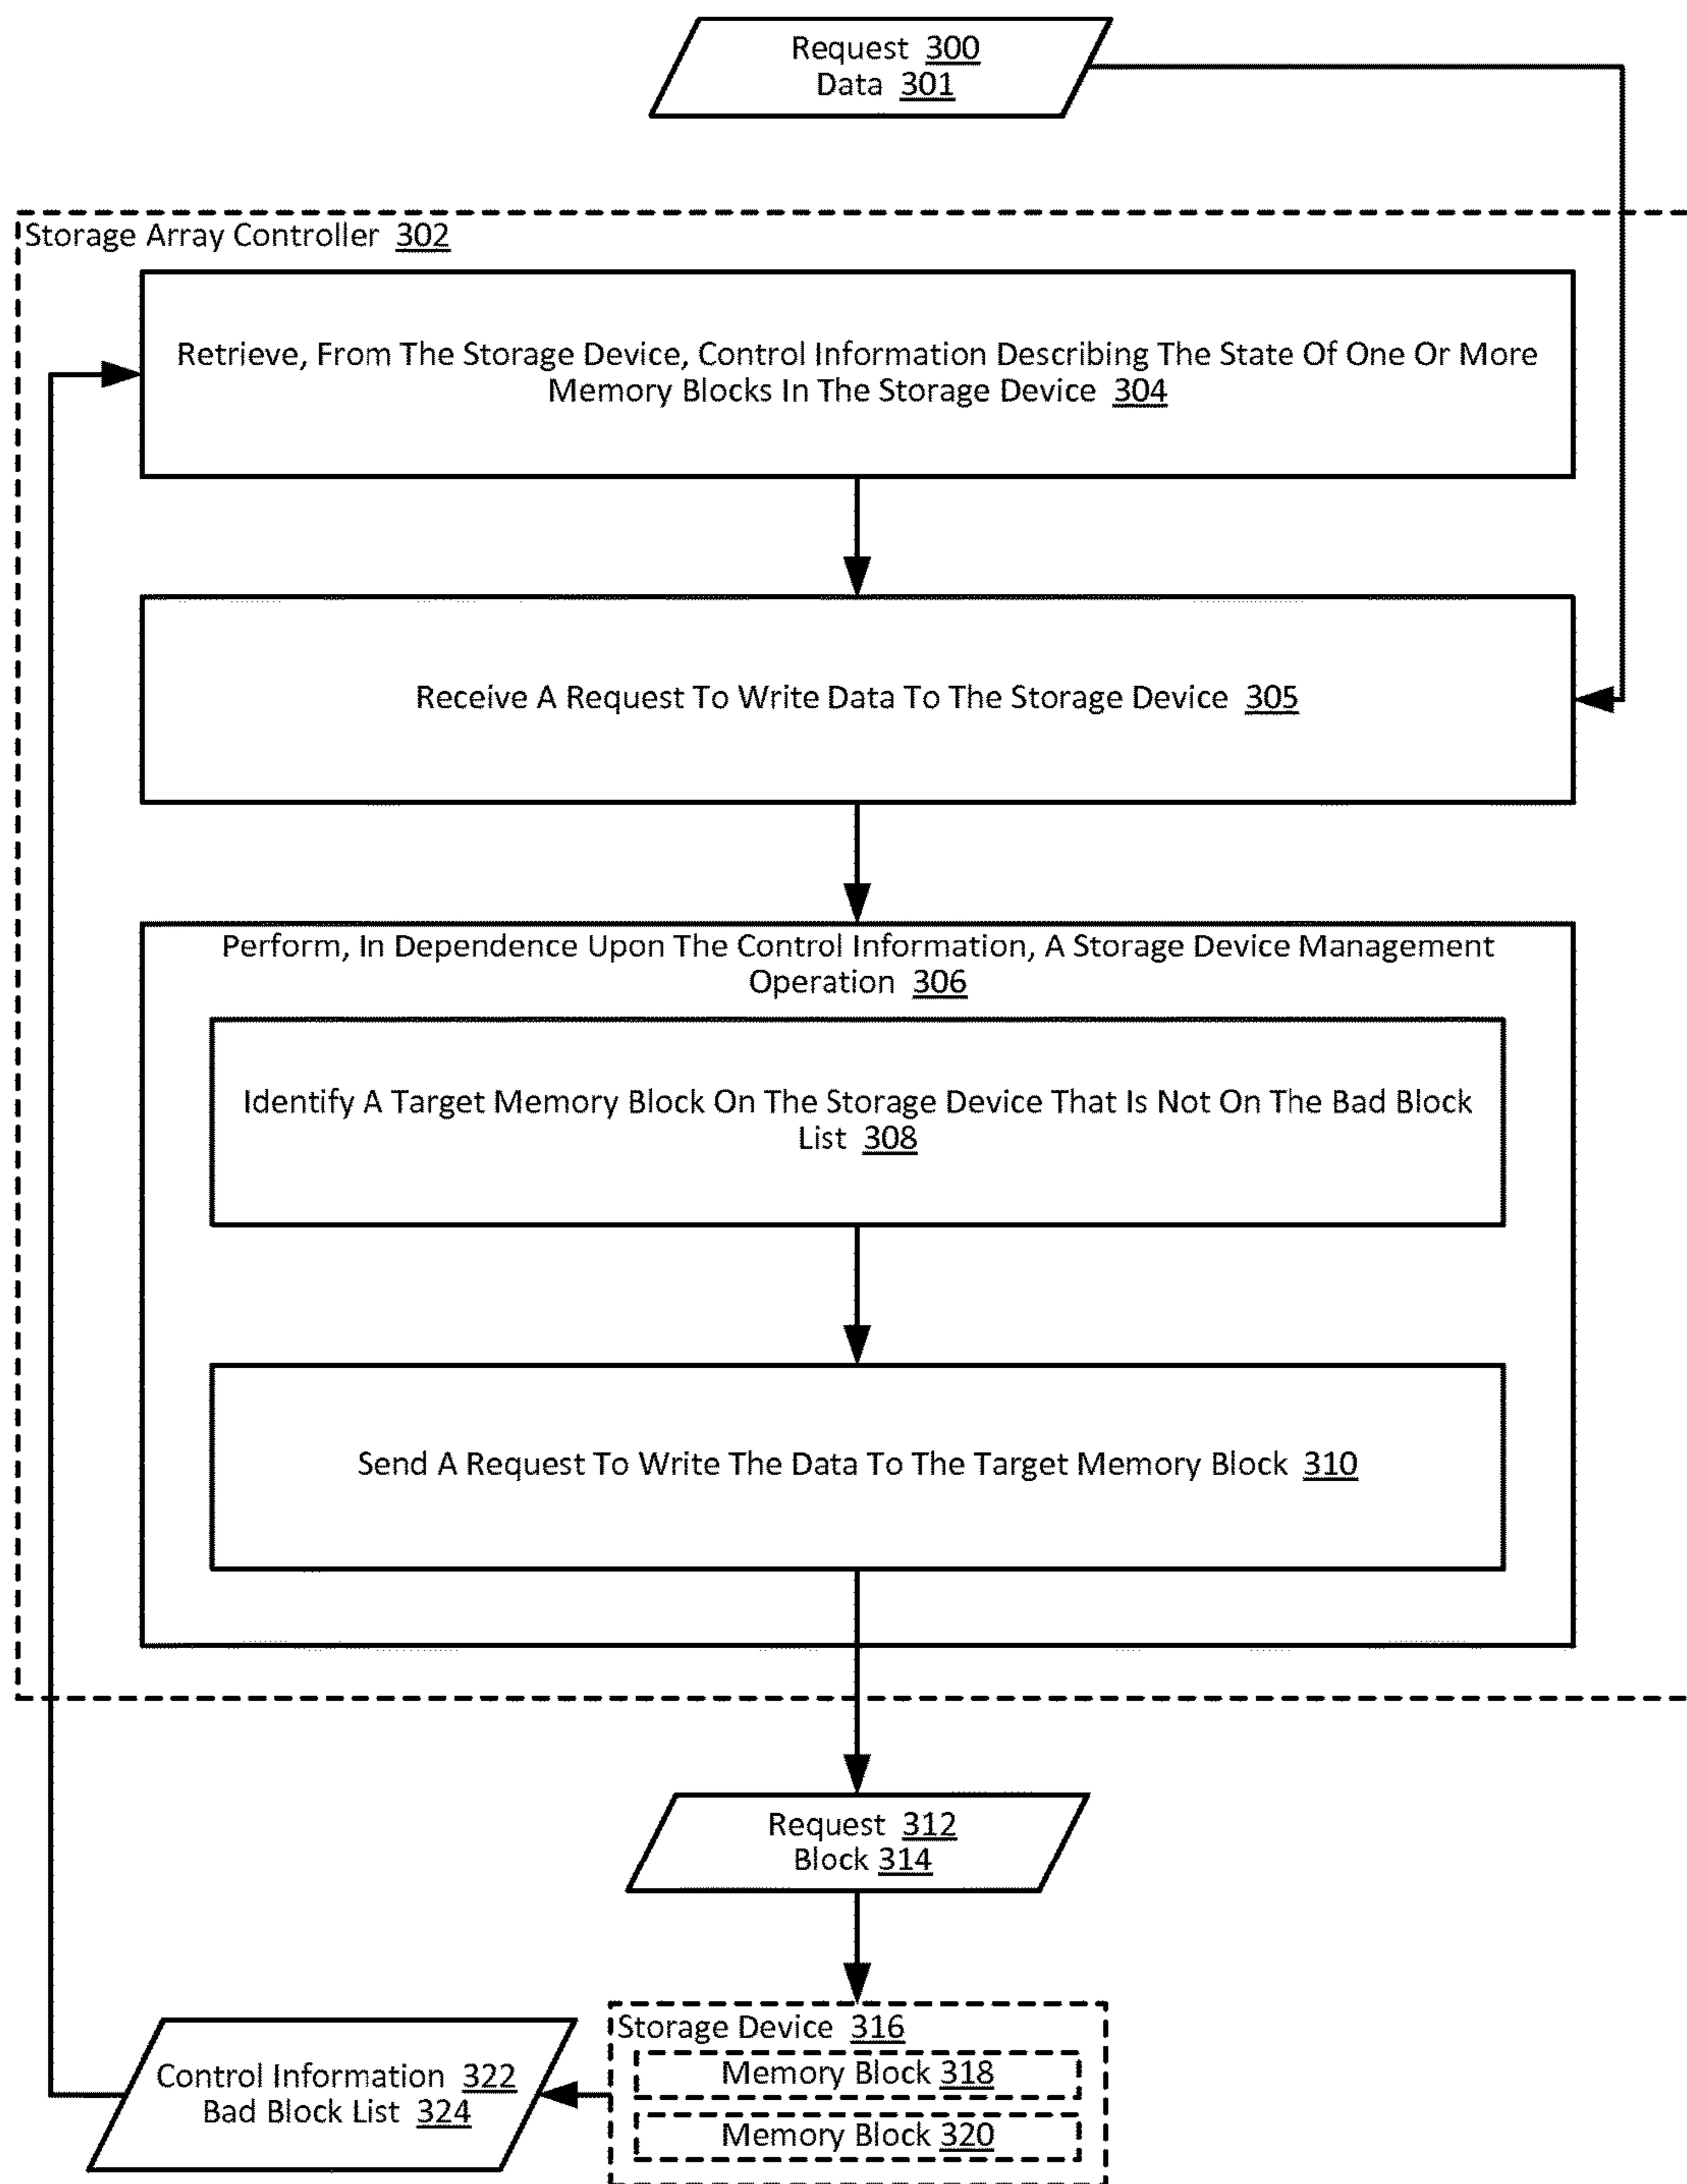 Request 300
Data 301
Storage Array Controller 302
Retrieve, From The Storage Device, Control Information Describing The State Of One Or More
Memory Blocks In The Storage Device 304
Receive A Request To Write Data To The Storage Device 305
Perform, In Dependence Upon The Control Information, A Storage Device Management
Operation 306
Identify A Target Memory Block On The Storage Device That Is Not On The Bad Block
List 308
Send A Request To Write The Data To The Target Memory Block 310
Request 312
Block 314
Storage Device 316
Memory Block 318
Memory Block 320
Control Information 322
Bad Block List 324